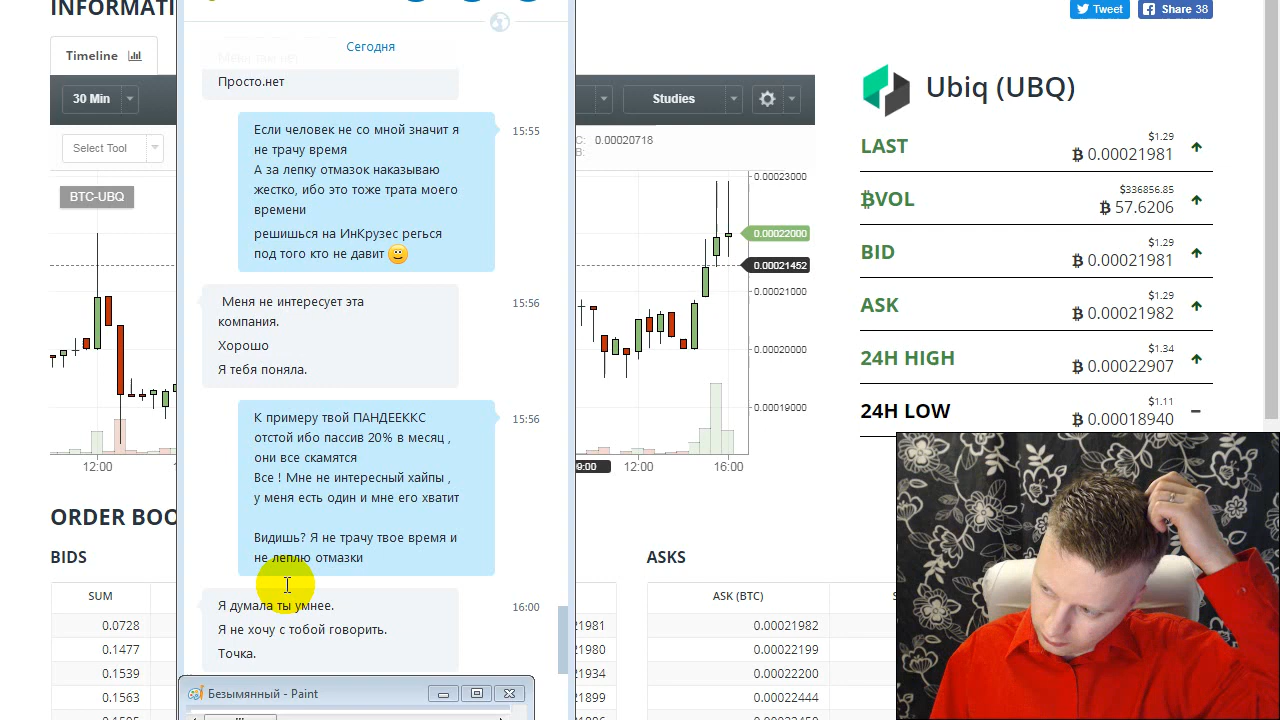 INFORMATI
Tweet
Share 38
Timeline
Сегодня
Просто.нет
30 Min
Studies
Ubiq (UBQ)
Если человек не со мной значит я
не трачу время
А за лепку отмазок наказываю
жестко, ибо это тоже трата моего
времени
решишься на ИнКрузес регься
под того кто не давит
15:55
Select Tool
BTC-UBQ
C: 0.00020718
B:
0.00023000
0.00022000
0.00021452
0.00021000
0.00020000
0.00019000
LAST
$1.29
฿ 0.00021981
฿VOL
$336856.85
฿ 57.6206
BID
$1.29
฿ 0.00021981
ASK
$1.29
฿ 0.00021982
24H HIGH
$1.34
฿ 0.00022907
24H LOW
$1.11
฿ 0.00018940
Меня не интересует эта
компания.
Хорошо
Я тебя поняла.
15:56
К примеру твой ПАНДЕЕККС
отстой ибо пассив 20% в месяц ,
они все скамятся
Все ! Мне не интересный хайпы ,
у меня есть один и мне его хватит
Видишь? Я не трачу твое время и
не леплю отмазки
15:56
12:00
9:00
12:00
16:00
Я думала ты умнее.
Я не хочу с тобой говорить.
Точка.
16:00
ORDER BOO
BIDS
ASKS
SUM
ASK (BTC)
0.0728
1981
0.00021982
0.1477
1980
0.00022199
0.1539
1934
0.00022200
0.1563
1899
0.00022444
Безымянный - Paint